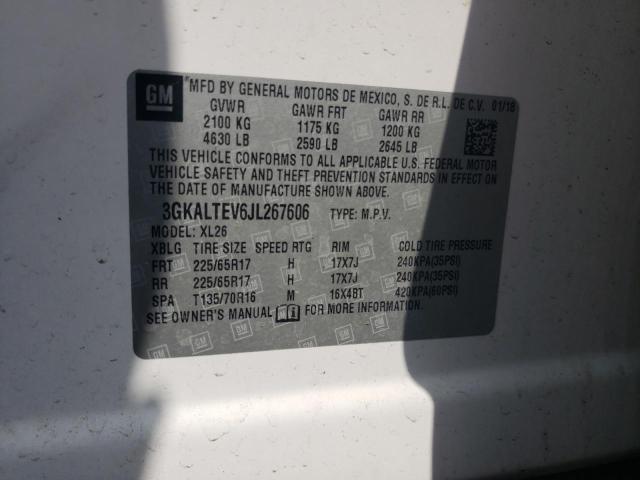 GM
*MFD BY GENERAL MOTORS DE MEXICO, S. DE R.L. DE C.V. 01/18
GVWR GAWR FRT GAWR RR
2100 KG 1175 KG 1200 KG
4630 LB 2590 LB 2645 LB
THIS VEHICLE CONFORMS TO ALL APPLICABLE U.S. FEDERAL MOTOR
VEHICLE SAFETY AND THEFT PREVENTION STANDARDS IN EFFECT ON
THE DATE OF MANUFACTURE SHOWN ABOVE.
3GKALTEV6JL267606 TYPE: M.P.V.
MODEL: XL26
XBLG TIRE SIZE SPEED RTG RIM COLD TIRE PRESSURE
FRT 225/65R17 H 17X7J 240KPA(35PSI)
RR 225/65R17 H 17X7J 240KPA(35PSI)
SPA T135/70R16 M 16X4BT 420KPA(60PSI)
SEE OWNER'S MANUAL FOR MORE INFORMATION.